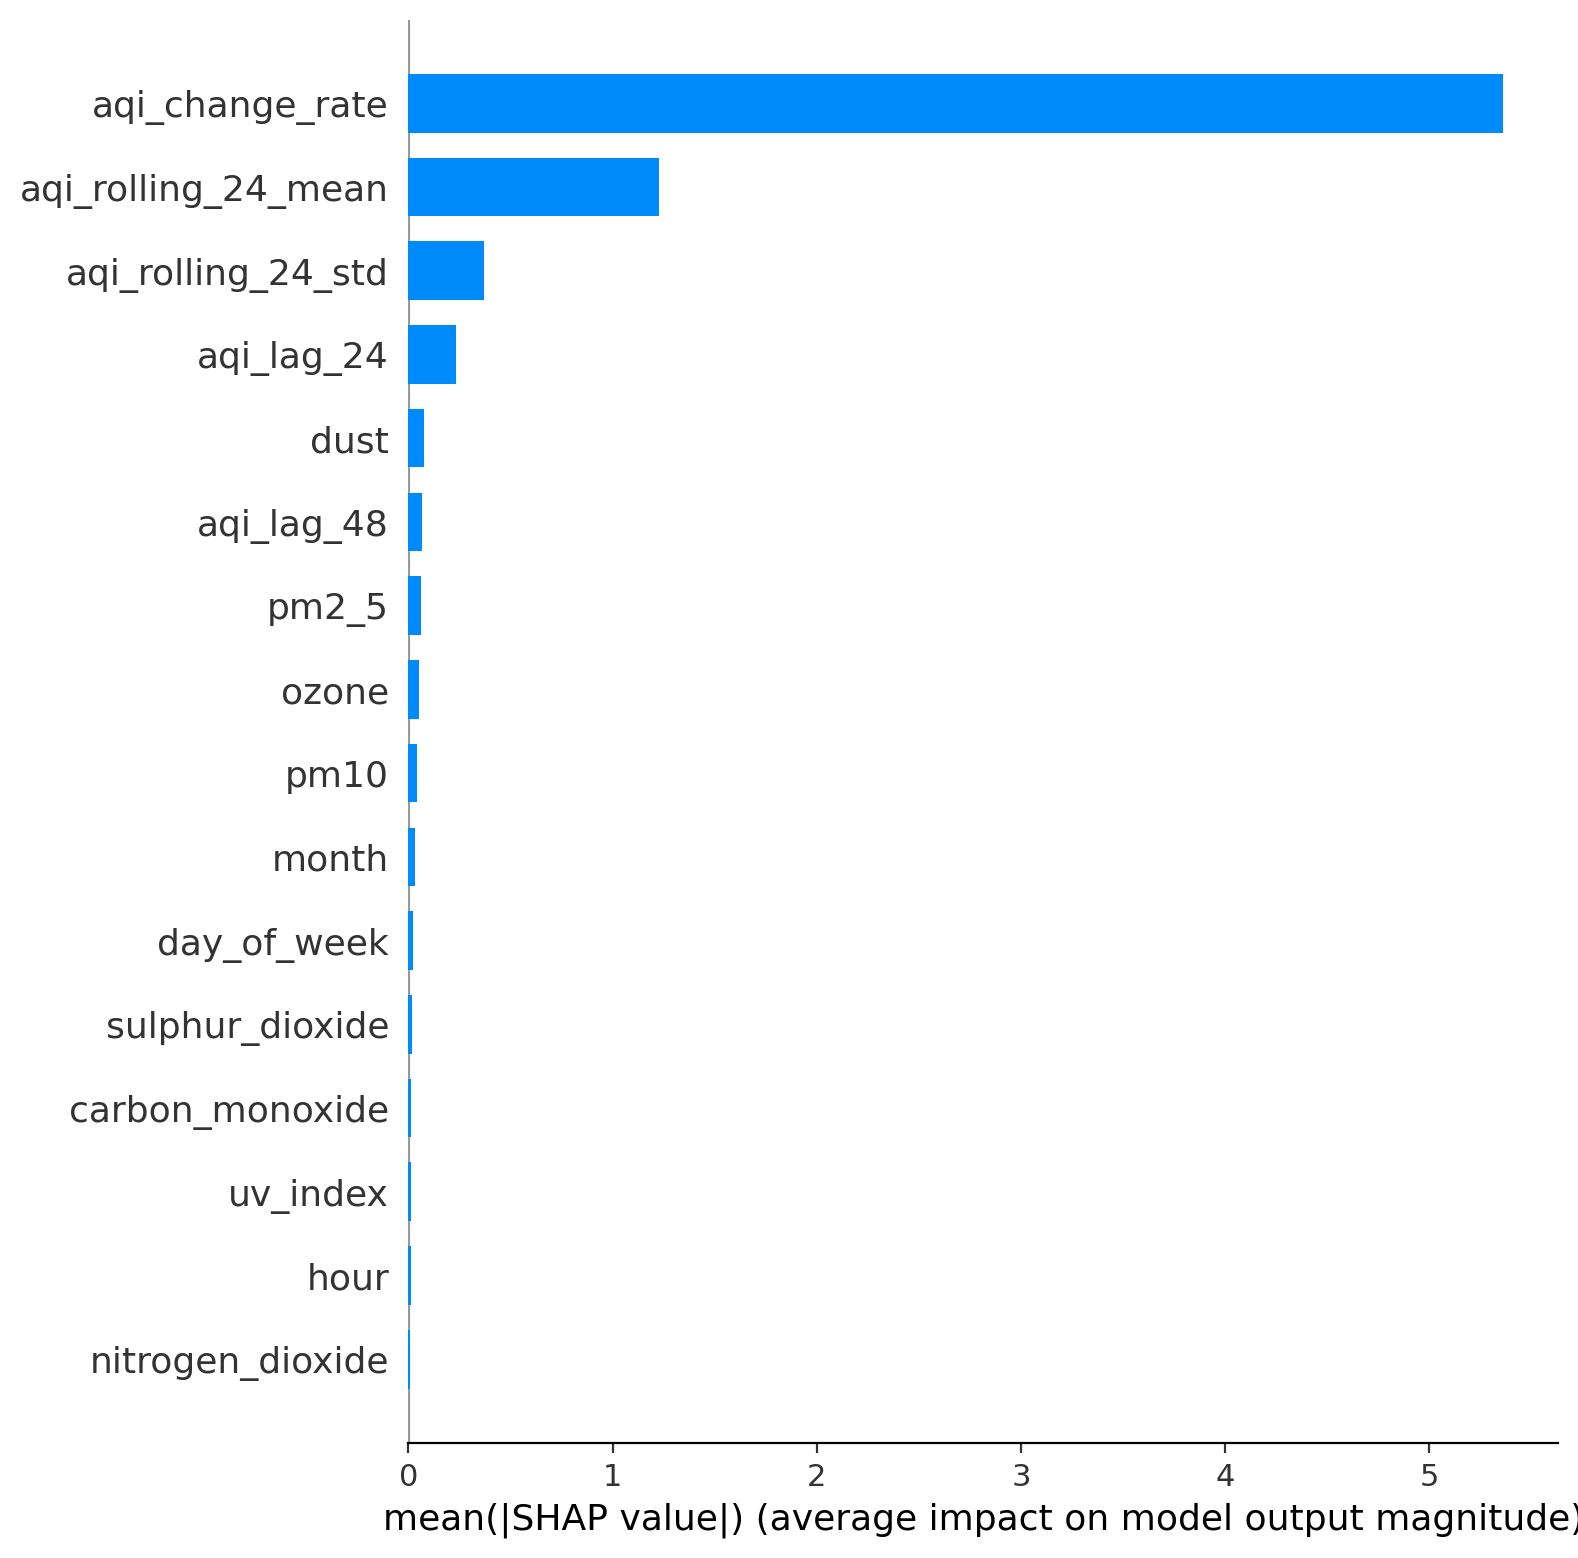 aqi_change_rate
aqi_rolling_24_mean
aqi_rolling_24_std
aqi_lag_24
dust
aqi_lag_48
pm2_5
ozone
pm10
month
day_of_week
sulphur_dioxide
carbon_monoxide
uv_index
hour
nitrogen_dioxide
0 1 2 3 4 5
mean(|SHAP value|) (average impact on model output magnitude)